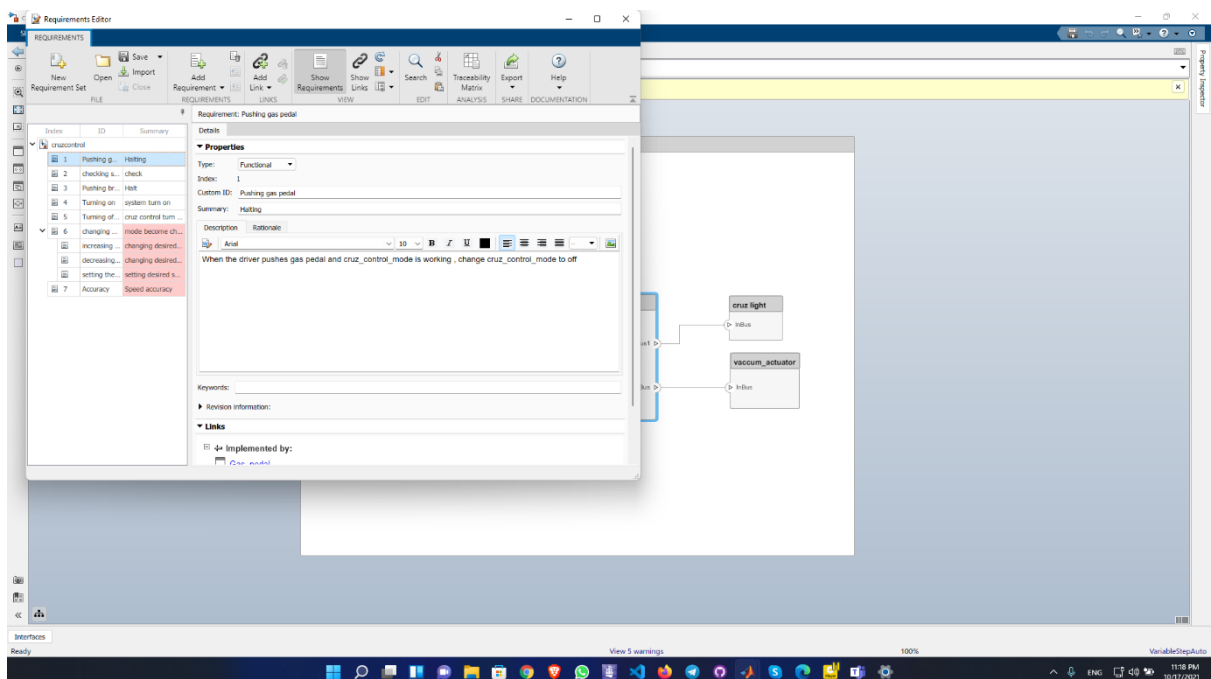 Requirements Editor
REQUIREMENTS
New Requirement Set
Open
Save
Import
Close
FILE
Add Requirement
REQUIREMENTS
Add Link
LINKS
Show Requirements
Show Links
VIEW
Search
EDIT
Traceability Matrix
ANALYSIS
Export
SHARE
Help
DOCUMENTATION
Property Inspector
Index ID Summary
cruzcontrol
1 Pushing g... Halting
2 checking s... check
3 Pushing br... Halt
4 Turning on system turn on
5 Turning of... cruz control turn ...
6 changing ... mode become ch...
increasing ... changing desired...
decreasing... changing desired...
setting the... setting desired s...
7 Accuracy Speed accuracy
Requirement: Pushing gas pedal
Details
Properties
Type: Functional
Index: 1
Custom ID: Pushing gas pedal
Summary: Halting
Description Rationale
Arial 10 B I U
When the driver pushes gas pedal and cruz_control_mode is working , change cruz_control_mode to off
Keywords:
Revision information:
Links
Implemented by:
Gas_pedal
cruz light
InBus
vaccum_actuator
InBus
Interfaces
Ready
View 5 warnings
100%
VariableStepAuto
ENG
11:18 PM
10/17/2021